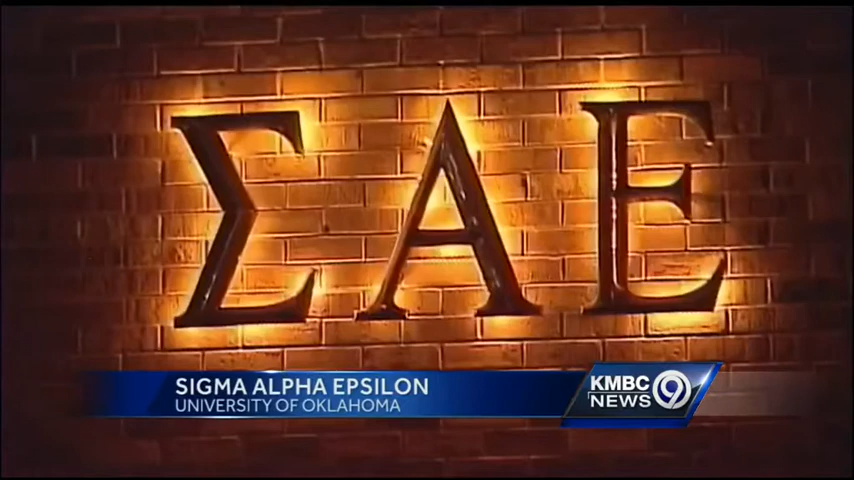 ΣΑΕ
SIGMA ALPHA EPSILON
UNIVERSITY OF OKLAHOMA
KMBC 9
NEWS